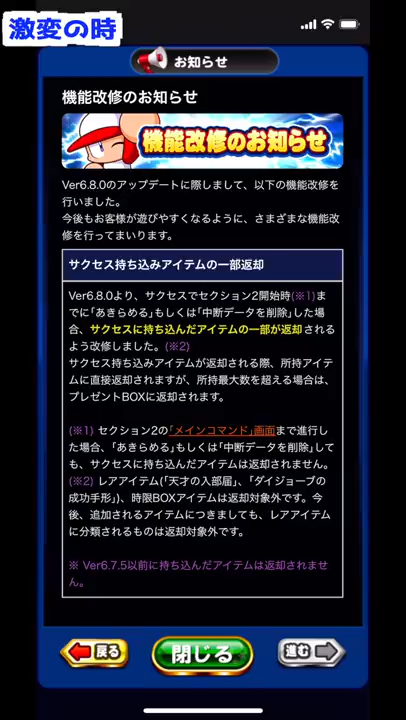 激変の時
お知らせ
機能改修のお知らせ
機能改修のお知らせ
Ver6.8.0のアップデートに際しまして、以下の機能改修を
行いました。
今後もお客様が遊びやすくなるように、さまざまな機能改
修を行ってまいります。
サクセス持ち込みアイテムの一部返却
Ver6.8.0より、サクセスでセクション2開始時(※1)ま
でに「あきらめる」もしくは「中断データを削除」した場
合、サクセスに持ち込んだアイテムの一部が返却される
よう改修しました。(※2)
サクセス持ち込みアイテムが返却される際、所持アイテ
ムに直接返却されますが、所持最大数を超える場合は、
プレゼントBOXに返却されます。
(※1) セクション2の「メインコマンド」画面まで進行し
た場合、「あきらめる」もしくは「中断データを削除」して
も、サクセスに持ち込んだアイテムは返却されません。
(※2) レアアイテム(「天才の入部届」、「ダイジョーブの
成功手形」)、時限BOXアイテムは返却対象外です。今
後、追加されるアイテムにつきましても、レアアイテム
に分類されるものは返却対象外です。
※ Ver6.7.5以前に持ち込んだアイテムは返却されませ
ん。
戻る
閉じる
進む